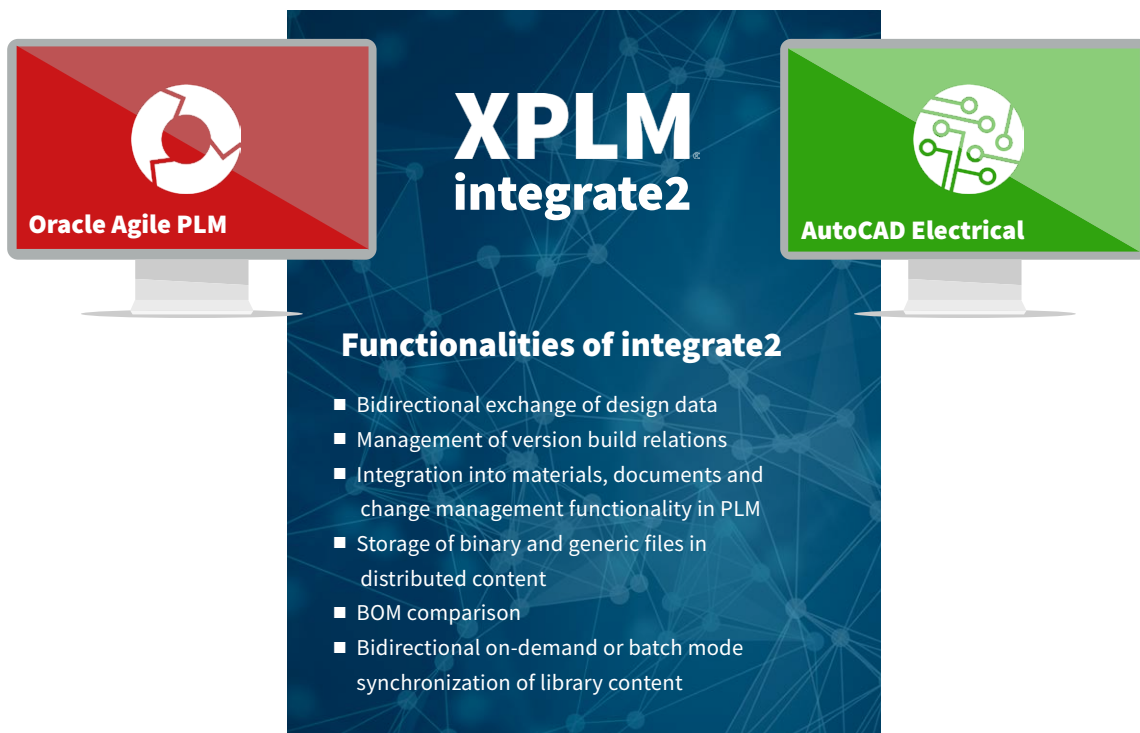 XPLM®
integrate2
Oracle Agile PLM
AutoCAD Electrical
Functionalities of integrate2
■ Bidirectional exchange of design data
■ Management of version build relations
■ Integration into materials, documents and
change management functionality in PLM
■ Storage of binary and generic files in
distributed content
■ BOM comparison
■ Bidirectional on-demand or batch mode
synchronization of library content